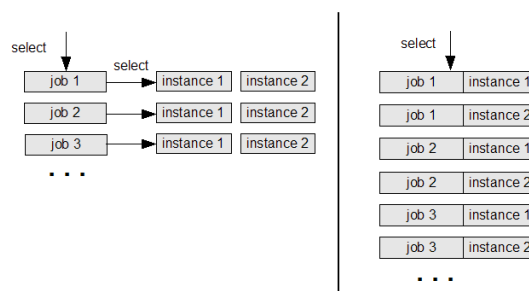 select
select
job 1 instance 1 instance 2
job 2 instance 1 instance 2
job 3 instance 1 instance 2
. . .
select
job 1 instance 1
job 1 instance 2
job 2 instance 1
job 2 instance 2
job 3 instance 1
job 3 instance 2
. . .